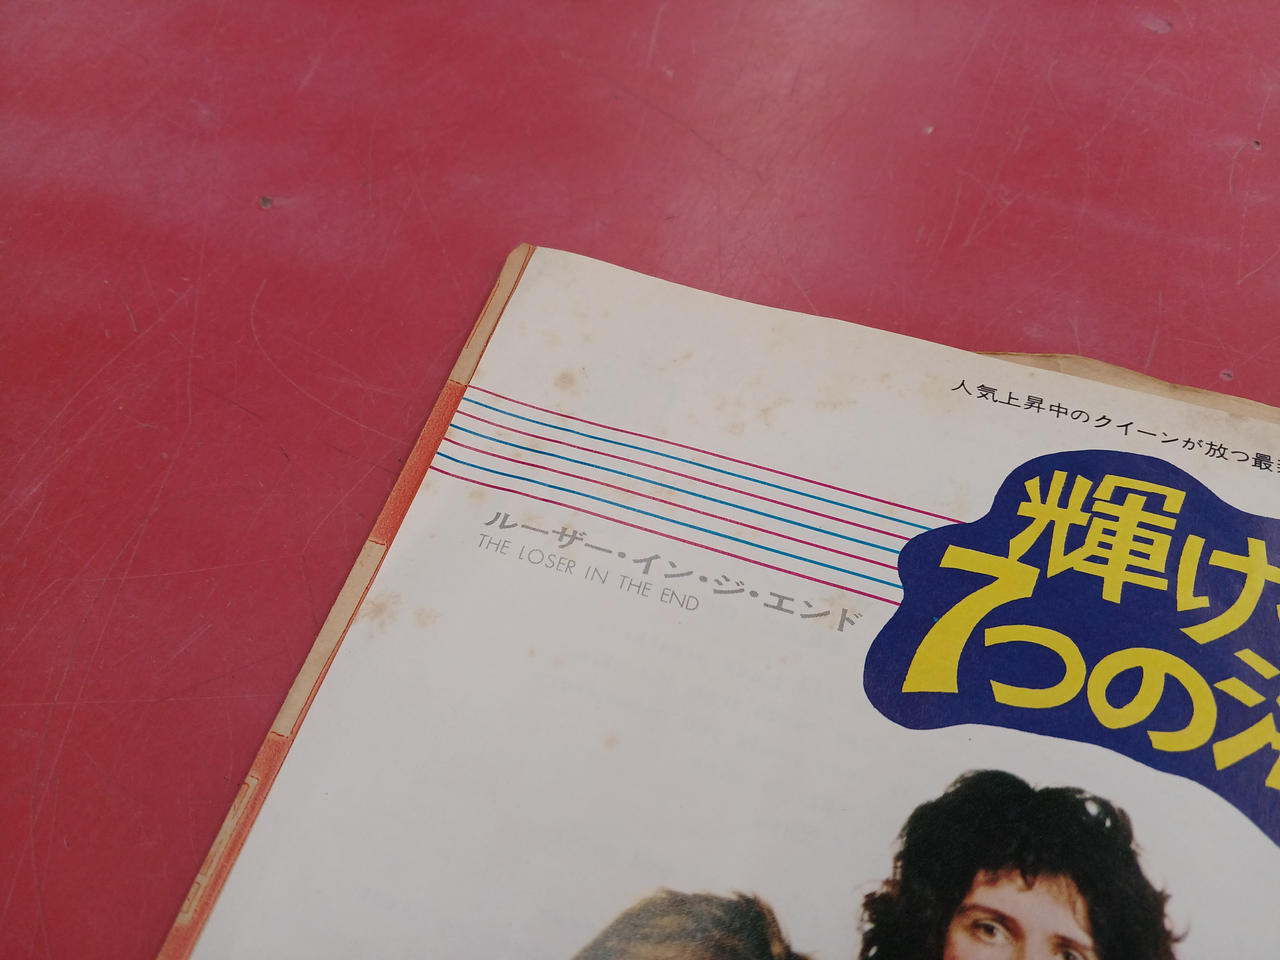 人気上昇中のクイーンが放つ最
輝け
7つの
ルーザー・イン・ジ・エンド
THE LOSER IN THE END